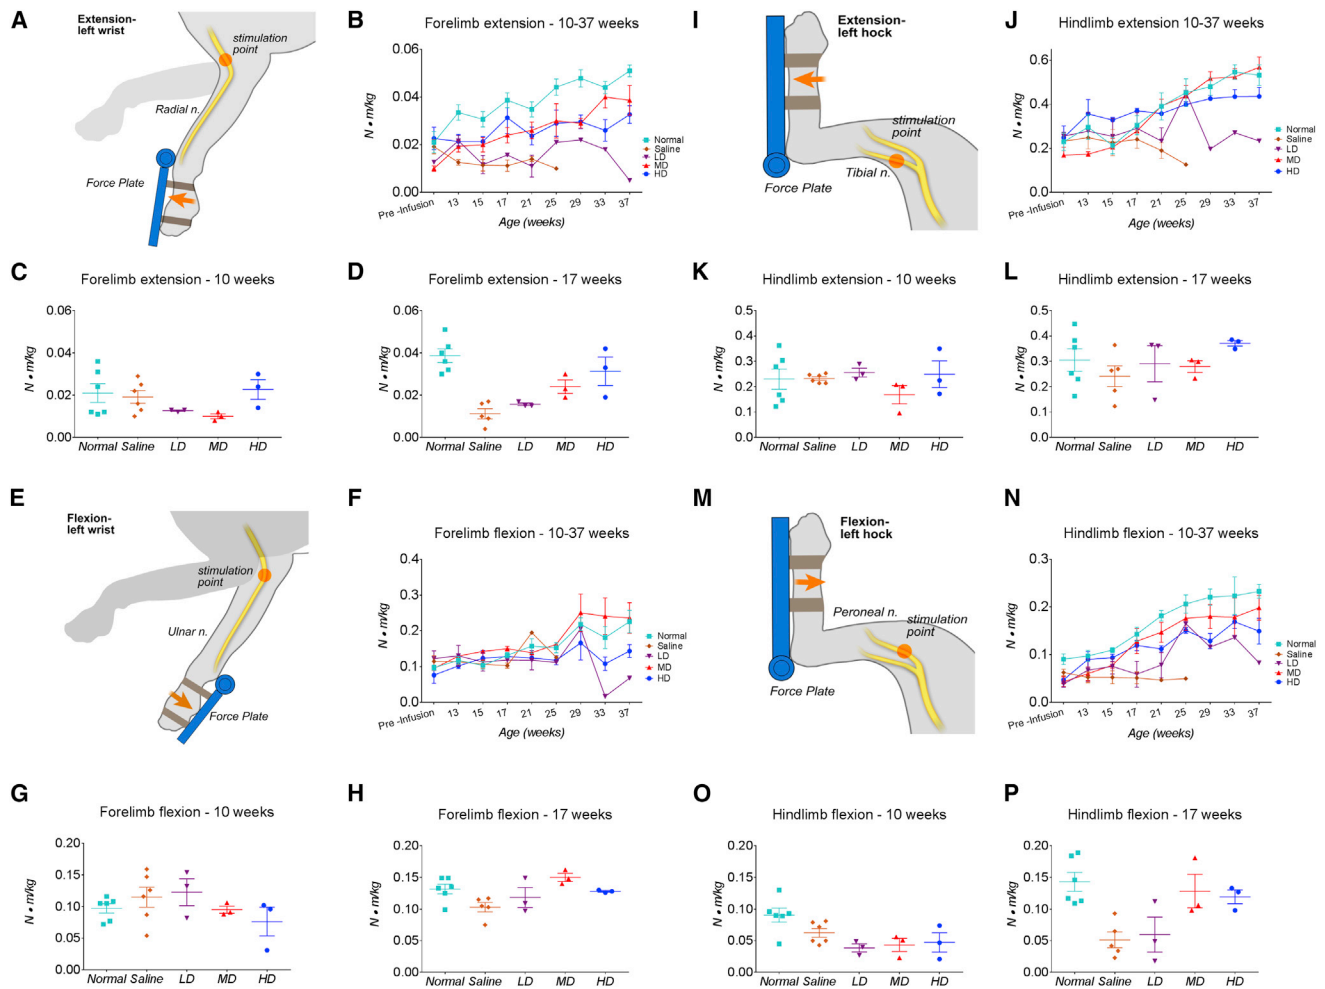 A
Extension-
left wrist
stimulation
point
Radial n.
Force Plate
B
Forelimb extension - 10-37 weeks
N • m/kg
0.06
0.04
0.02
0.00
Pre -Infusion 13 15 17 21 25 29 33 37
Age (weeks)
Normal
Saline
LD
MD
HD
I
Extension-
left hock
stimulation
point
Tibial n.
Force Plate
J
Hindlimb extension 10-37 weeks
N • m/kg
0.6
0.4
0.2
0.0
Pre -Infusion 13 15 17 21 25 29 33 37
Age (weeks)
Normal
Saline
LD
MD
HD
C
Forelimb extension - 10 weeks
N • m/kg
0.06
0.04
0.02
0.00
Normal Saline LD MD HD
D
Forelimb extension - 17 weeks
N • m/kg
0.06
0.04
0.02
0.00
Normal Saline LD MD HD
K
Hindlimb extension - 10 weeks
N • m/kg
0.5
0.4
0.3
0.2
0.1
0.0
Normal Saline LD MD HD
L
Hindlimb extension - 17 weeks
N • m/kg
0.5
0.4
0.3
0.2
0.1
0.0
Normal Saline LD MD HD
E
Flexion-
left wrist
stimulation
point
Ulnar n.
Force Plate
F
Forelimb flexion - 10-37 weeks
N • m/kg
0.4
0.3
0.2
0.1
0.0
Pre -Infusion 13 15 17 21 25 29 33 37
Age (weeks)
Normal
Saline
LD
MD
HD
M
Flexion-
left hock
Peroneal n.
stimulation
point
Force Plate
N
Hindlimb flexion - 10-37 weeks
N • m/kg
0.3
0.2
0.1
0.0
Pre -Infusion 13 15 17 21 25 29 33 37
Age (weeks)
Normal
Saline
LD
MD
HD
G
Forelimb flexion - 10 weeks
N • m/kg
0.20
0.15
0.10
0.05
0.00
Normal Saline LD MD HD
H
Forelimb flexion - 17 weeks
N • m/kg
0.20
0.15
0.10
0.05
0.00
Normal Saline LD MD HD
O
Hindlimb flexion - 10 weeks
N • m/kg
0.20
0.15
0.10
0.05
0.00
Normal Saline LD MD HD
P
Hindlimb flexion - 17 weeks
N • m/kg
0.20
0.15
0.10
0.05
0.00
Normal Saline LD MD HD